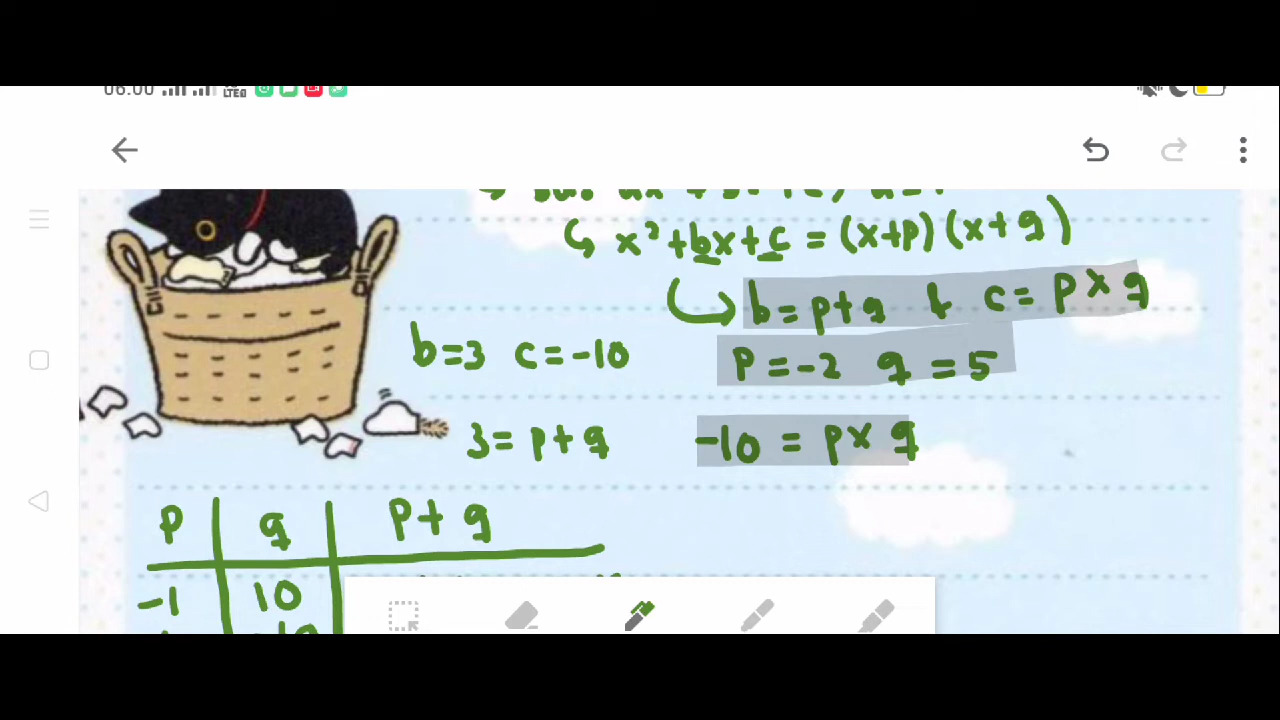 06.00
x² + bx + c = (x+p) (x+q)
b = p+q & c = p × q
b=3 c = -10 p = -2 q = 5
3 = p + q -10 = p × q
p q p + q
-1 10